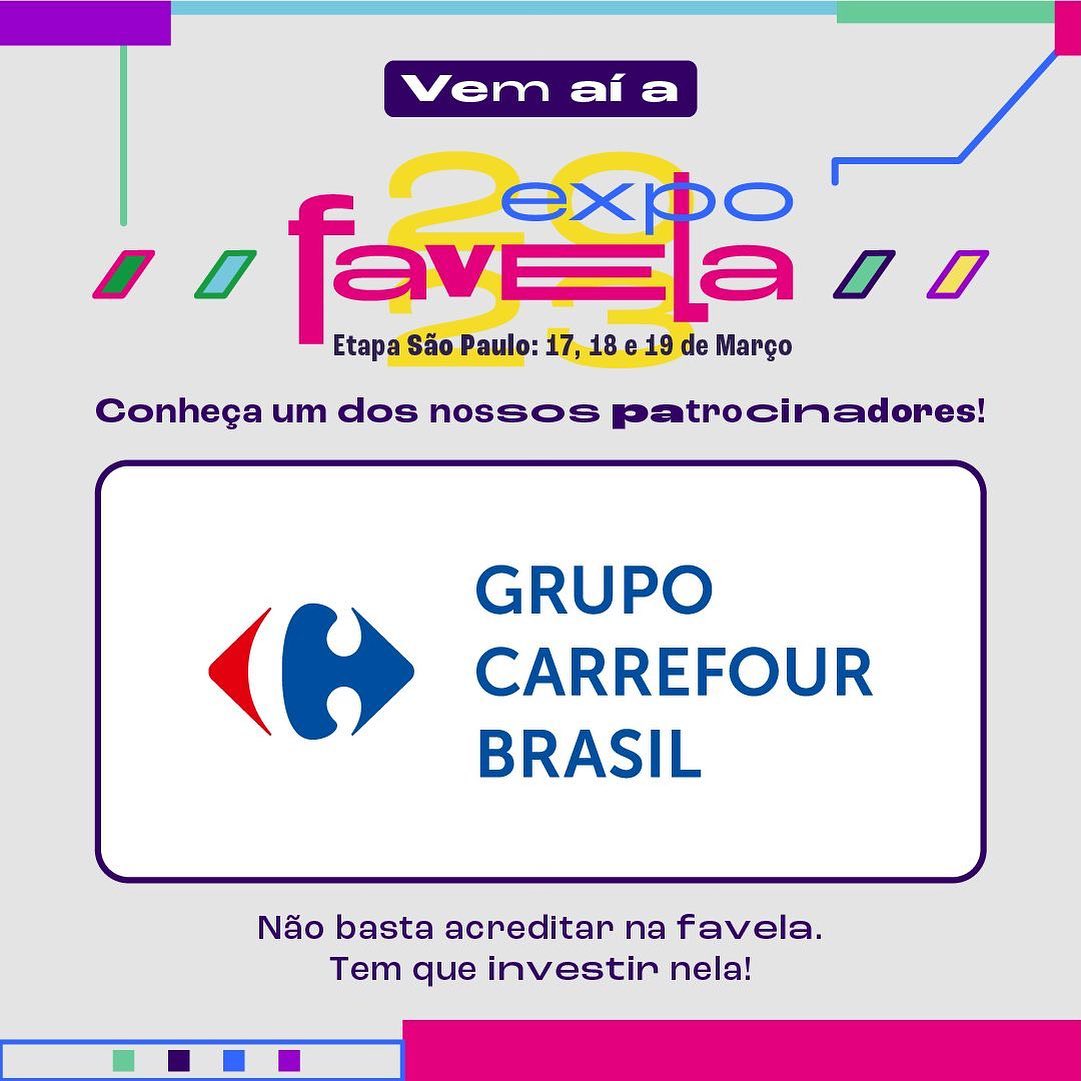 Vem aí a
2023
expo
favela
Etapa São Paulo: 17, 18 e 19 de Março
Conheça um dos nossos patrocinadores!
GRUPO
CARREFOUR
BRASIL
Não basta acreditar na favela.
Tem que investir nela!